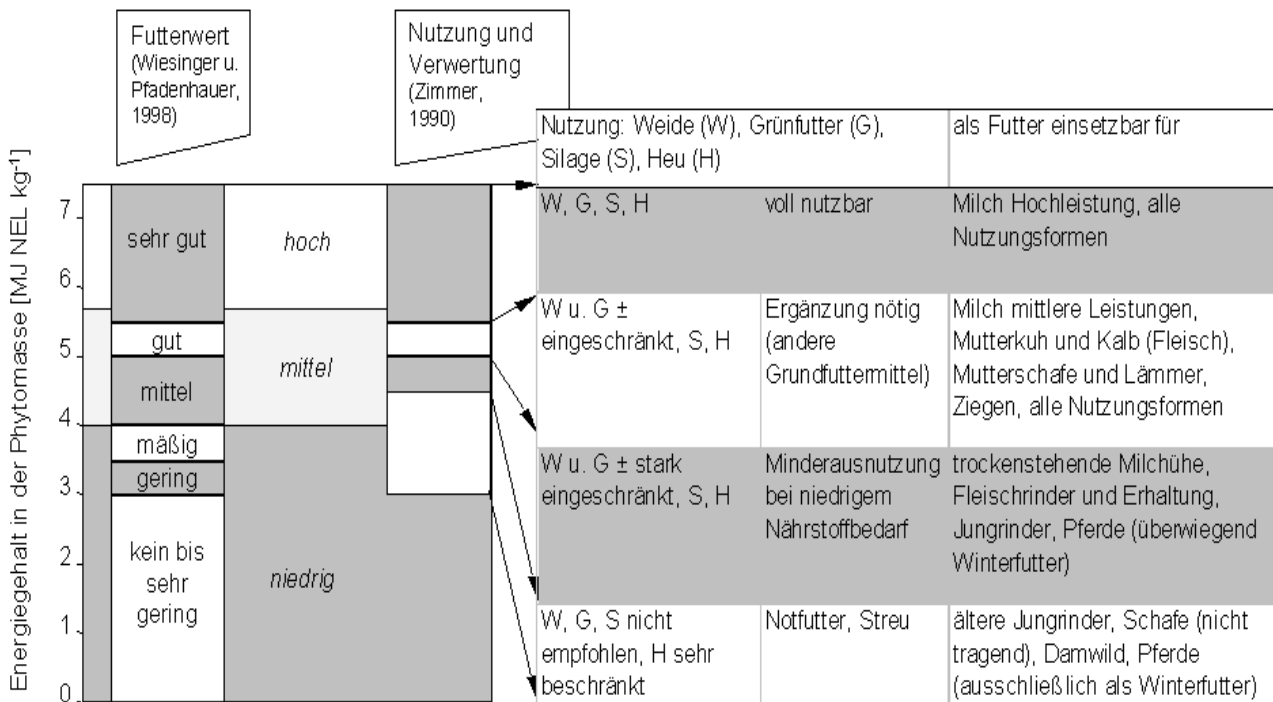 Futterwert
(Wiesinger u.
Pfadenhauer,
1998)
Nutzung und
Verwertung
(Zimmer,
1990)
Nutzung: Weide (W), Grünfutter (G),
Silage (S), Heu (H)
als Futter einsetzbar für
Energiegehalt in der Phytomasse [MJ NEL kg-1]
7
6
5
4
3
2
1
0
sehr gut
gut
mittel
mäßig
gering
kein bis
sehr
gering
hoch
mittel
niedrig
W, G, S, H
voll nutzbar
Milch Hochleistung, alle
Nutzungsformen
W u. G ±
eingeschränkt, S, H
Ergänzung nötig
(andere
Grundfuttermittel)
Milch mittlere Leistungen,
Mutterkuh und Kalb (Fleisch),
Mutterschafe und Lämmer,
Ziegen, alle Nutzungsformen
W u. G ± stark
eingeschränkt, S, H
Minderausnutzung
bei niedrigem
Nährstoffbedarf
trockenstehende Milchühe,
Fleischrinder und Erhaltung,
Jungrinder, Pferde (überwiegend
Winterfutter)
W, G, S nicht
empfohlen, H sehr
beschränkt
Notfutter, Streu
ältere Jungrinder, Schafe (nicht
tragend), Damwild, Pferde
(ausschließlich als Winterfutter)